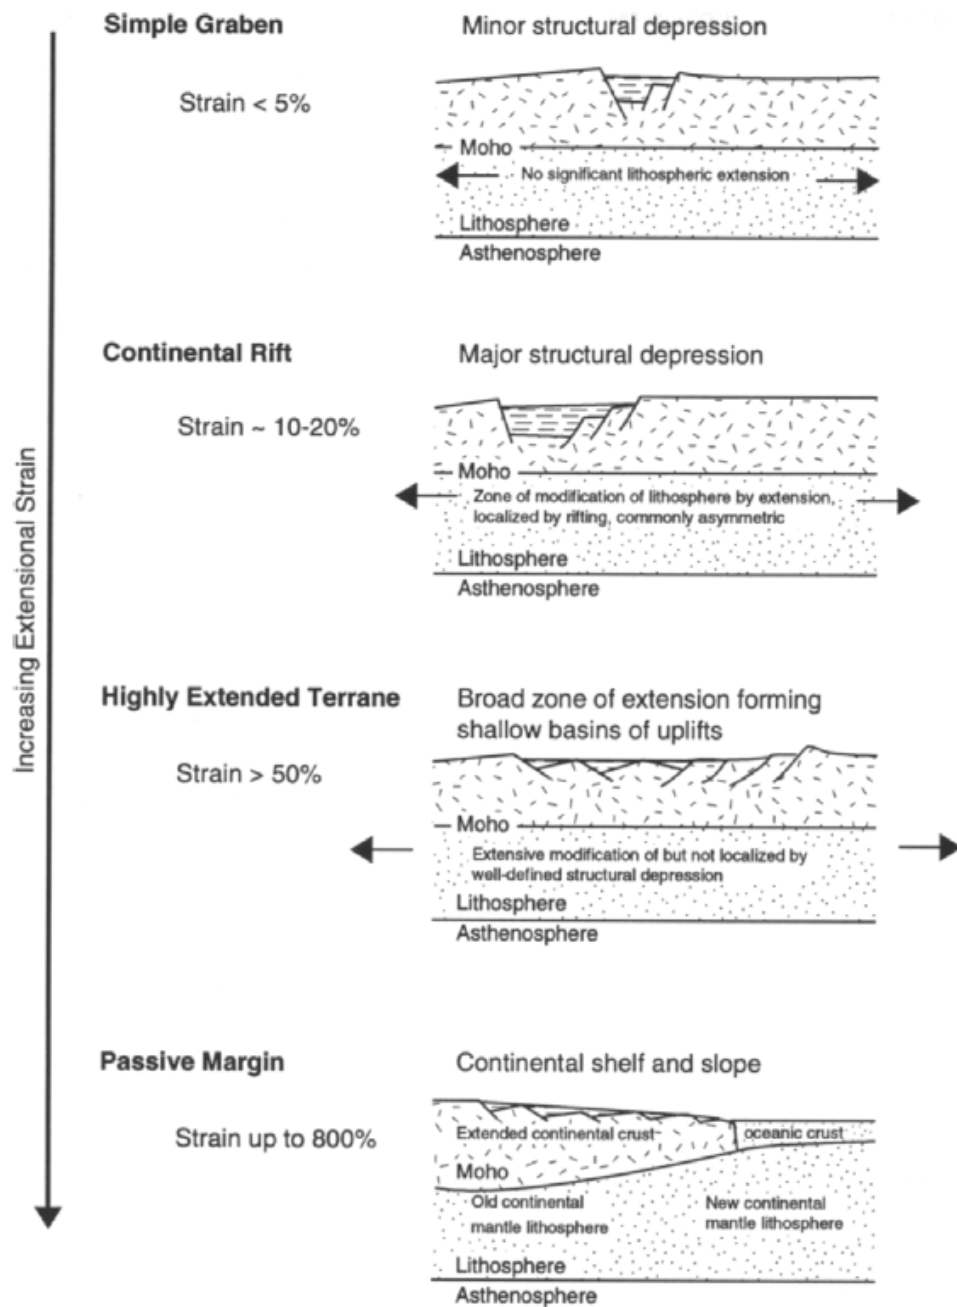 Increasing Extensional Strain
Simple Graben
Minor structural depression
Strain < 5%
Moho
No significant lithospheric extension
Lithosphere
Asthenosphere
Continental Rift
Major structural depression
Strain ~ 10-20%
Moho
Zone of modification of lithosphere by extension,
localized by rifting, commonly asymmetric
Lithosphere
Asthenosphere
Highly Extended Terrane
Broad zone of extension forming
shallow basins of uplifts
Strain > 50%
Moho
Extensive modification of but not localized by
well-defined structural depression
Lithosphere
Asthenosphere
Passive Margin
Continental shelf and slope
Strain up to 800%
Extended continental crust
oceanic crust
Moho
Old continental
mantle lithosphere
New continental
mantle lithosphere
Lithosphere
Asthenosphere